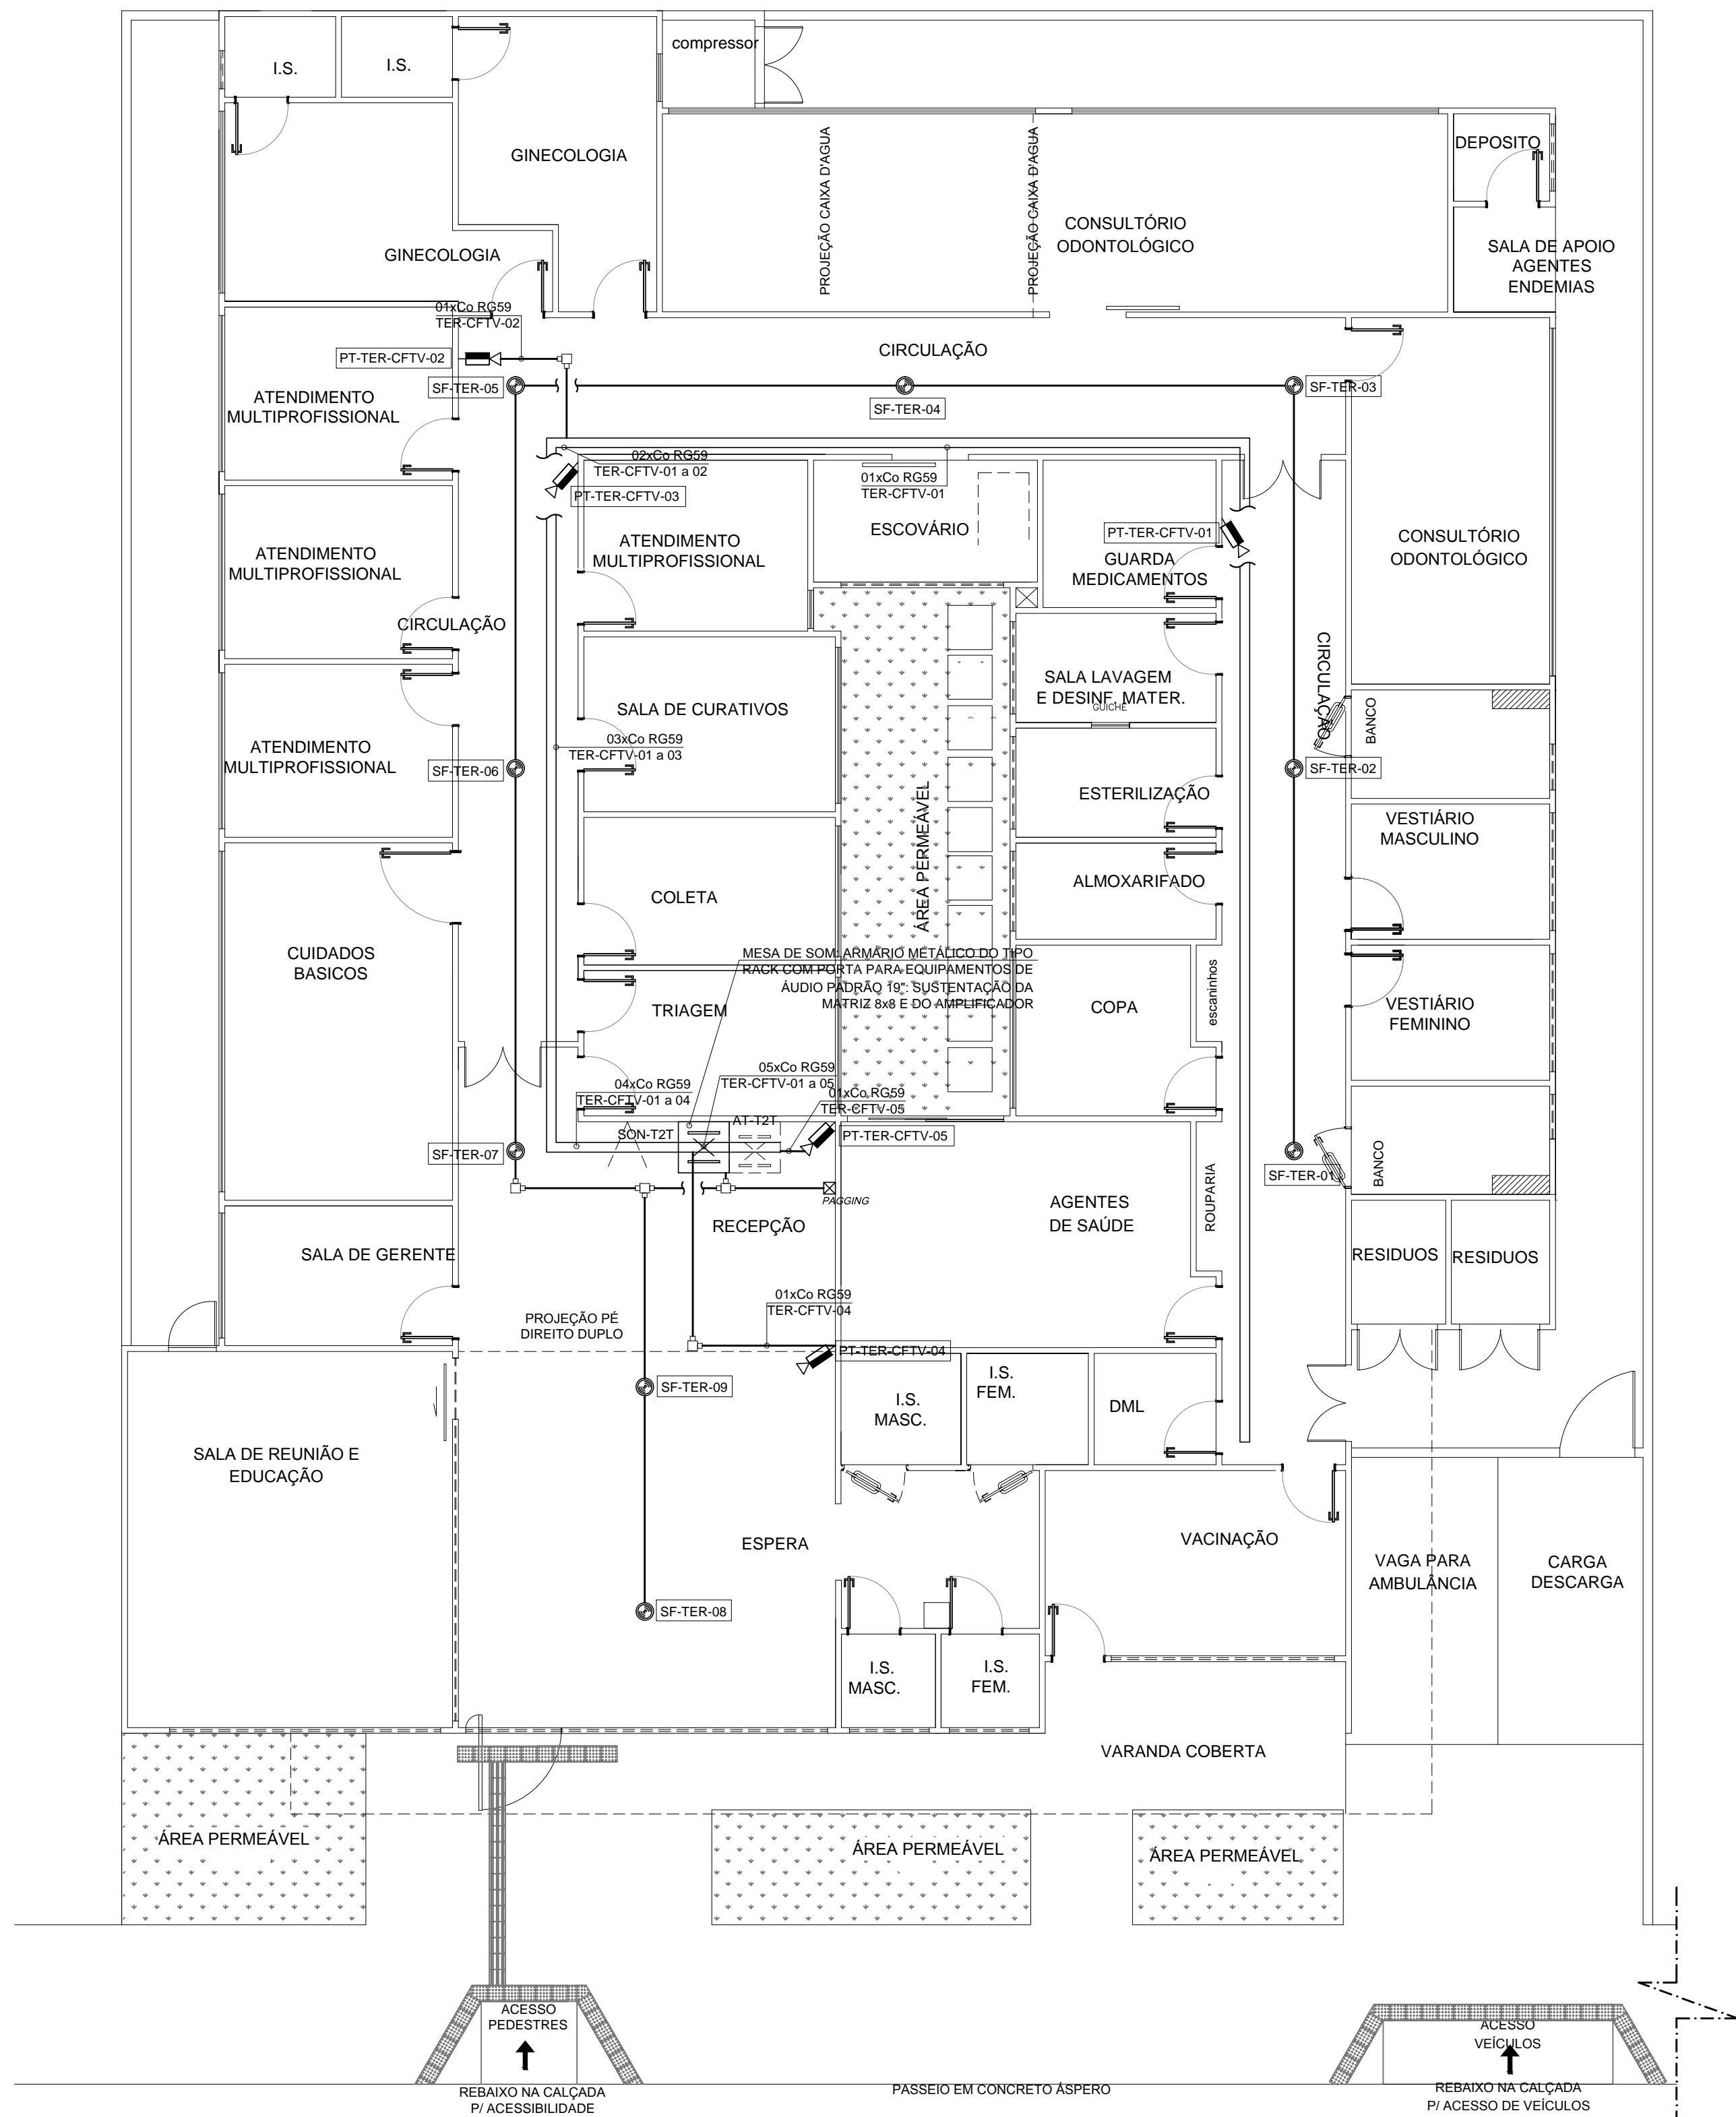 I.S.
I.S.
compressor
GINECOLOGIA
PROJEÇÃO CAIXA D'AGUA
PROJEÇÃO CAIXA D'AGUA
DEPOSITO
CONSULTÓRIO
ODONTOLÓGICO
GINECOLOGIA
SALA DE APOIO
AGENTES
ENDEMIAS
01xCo RG59
TER-CFTV-02
PT-TER-CFTV-02
CIRCULAÇÃO
SF-TER-05
SF-TER-04
SF-TER-03
ATENDIMENTO
MULTIPROFISSIONAL
02xCo RG59
TER-CFTV-01 a 02
PT-TER-CFTV-03
01xCo RG59
TER-CFTV-01
ESCOVÁRIO
PT-TER-CFTV-01
GUARDA
MEDICAMENTOS
CONSULTÓRIO
ODONTOLÓGICO
ATENDIMENTO
MULTIPROFISSIONAL
ATENDIMENTO
MULTIPROFISSIONAL
CIRCULAÇÃO
CIRCULAÇÃO
SALA LAVAGEM
E DESINF. MATER.
GUICHÊ
SALA DE CURATIVOS
03xCo RG59
TER-CFTV-01 a 03
BANCO
ATENDIMENTO
MULTIPROFISSIONAL
SF-TER-06
SF-TER-02
ESTERILIZAÇÃO
ÁREA PERMEÁVEL
VESTIÁRIO
MASCULINO
ALMOXARIFADO
COLETA
CUIDADOS
BASICOS
MESA DE SOM: ARMÁRIO METÁLICO DO TIPO
RACK COM PORTA PARA EQUIPAMENTOS DE
ÁUDIO PADRÃO 19": SUSTENTAÇÃO DA
MATRIZ 8x8 E DO AMPLIFICADOR
TRIAGEM
COPA
escaninhos
VESTIÁRIO
FEMININO
05xCo RG59
TER-CFTV-01 a 05
04xCo RG59
TER-CFTV-01 a 04
01xCo RG59
TER-CFTV-05
SON-T2T
AT-T2T
PT-TER-CFTV-05
SF-TER-07
BANCO
SF-TER-01
ROUPARIA
PAGGING
RECEPÇÃO
AGENTES
DE SAÚDE
SALA DE GERENTE
RESIDUOS
RESIDUOS
01xCo RG59
TER-CFTV-04
PROJEÇÃO PÉ
DIREITO DUPLO
PT-TER-CFTV-04
SF-TER-09
I.S.
MASC.
I.S.
FEM.
DML
SALA DE REUNIÃO E
EDUCAÇÃO
ESPERA
VACINAÇÃO
VAGA PARA
AMBULÂNCIA
CARGA
DESCARGA
SF-TER-08
I.S.
MASC.
I.S.
FEM.
VARANDA COBERTA
ÁREA PERMEÁVEL
ÁREA PERMEÁVEL
ÁREA PERMEÁVEL
ACESSO
PEDESTRES
ACESSO
VEÍCULOS
REBAIXO NA CALÇADA
P/ ACESSIBILIDADE
PASSEIO EM CONCRETO ÁSPERO
REBAIXO NA CALÇADA
P/ ACESSO DE VEÍCULOS